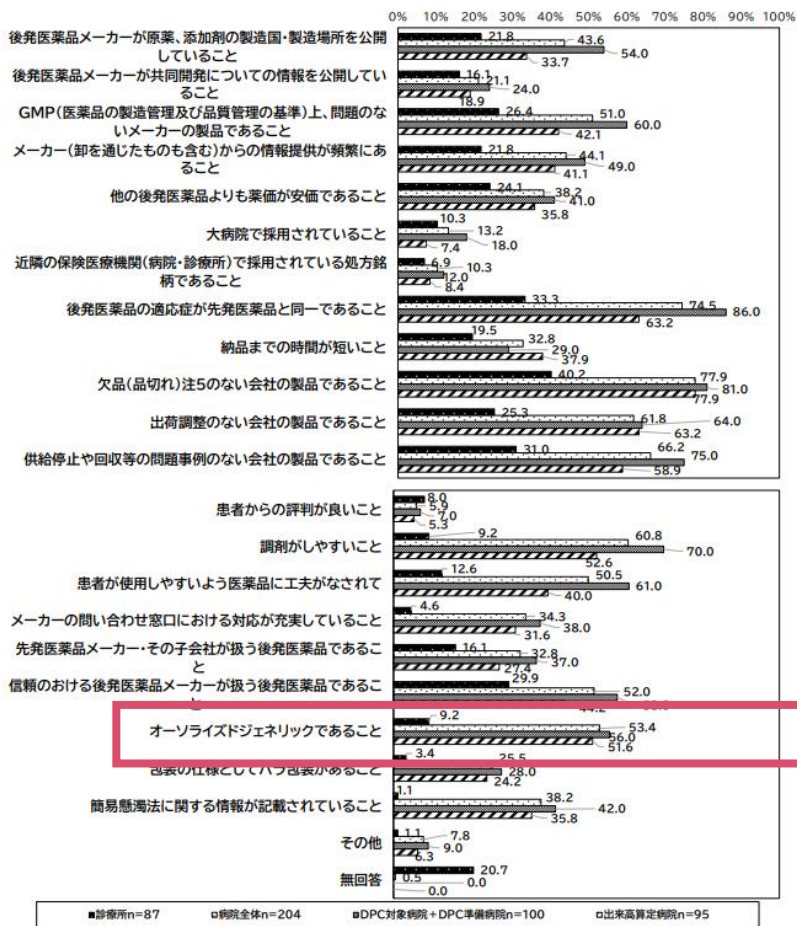 0% 10% 20% 30% 40% 50% 60% 70% 80% 90% 100%
後発医薬品メーカーが原薬、添加剤の製造国・製造場所を公開
していること
21.8
43.6
54.0
33.7
後発医薬品メーカーが共同開発についての情報を公開してい
ること
16.1
21.1
24.0
18.9
GMP(医薬品の製造管理及び品質管理の基準)上、問題のな
いメーカーの製品であること
26.4
51.0
60.0
42.1
メーカー(卸を通じたものも含む)からの情報提供が頻繁にあ
ること
21.8
44.1
49.0
41.1
他の後発医薬品よりも薬価が安価であること
24.1
38.2
41.0
35.8
大病院で採用されていること
10.3
13.2
18.0
7.4
近隣の保険医療機関(病院・診療所)で採用されている処方銘
柄であること
6.9
10.3
12.0
8.4
後発医薬品の適応症が先発医薬品と同一であること
33.3
74.5
86.0
63.2
納品までの時間が短いこと
19.5
32.8
29.0
37.9
欠品(品切れ)注5のない会社の製品であること
40.2
77.9
81.0
77.9
出荷調整のない会社の製品であること
25.3
61.8
64.0
63.2
供給停止や回収等の問題事例のない会社の製品であること
31.0
66.2
75.0
58.9
患者からの評判が良いこと
8.0
5.9
7.0
5.3
調剤がしやすいこと
9.2
60.8
70.0
52.6
患者が使用しやすいよう医薬品に工夫がなされて
12.6
50.5
61.0
40.0
メーカーの問い合わせ窓口における対応が充実していること
4.6
34.3
38.0
31.6
先発医薬品メーカー・その子会社が扱う後発医薬品であるこ
と
16.1
32.8
37.0
27.4
信頼のおける後発医薬品メーカーが扱う後発医薬品であるこ
と
29.9
52.0
44.2
オーソライズドジェネリックであること
9.2
53.4
56.0
51.6
包装の仕様としてバラ包装があること
3.4
25.5
28.0
24.2
簡易懸濁法に関する情報が記載されていること
1.1
38.2
42.0
35.8
その他
1.1
7.8
9.0
6.3
無回答
20.7
0.5
0.0
0.0
■診療所n=87 □病院全体n=204 ■DPC対象病院+DPC準備病院n=100 □出来高算定病院n=95